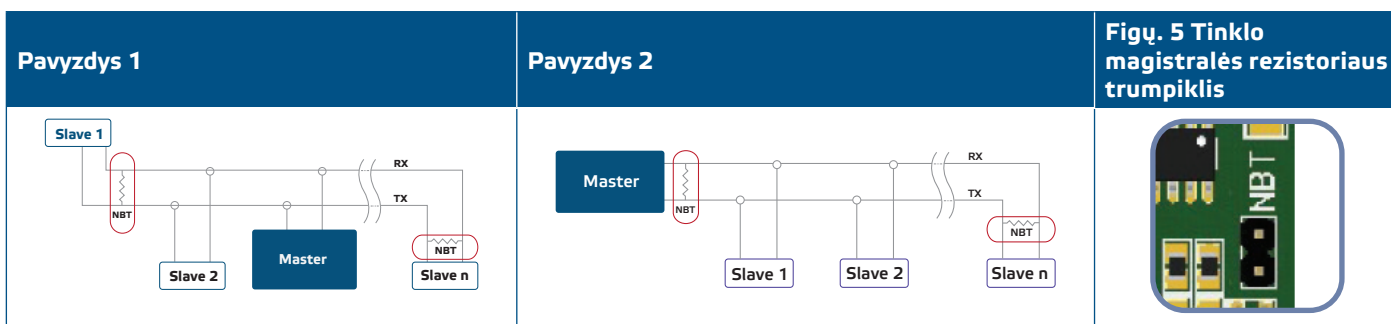 Pavyzdys 1
Pavyzdys 2
Figų. 5 Tinklo
magistralės rezistoriaus
trumpiklis
Slave 1
RX
TX
NBT
NBT
Slave 2
Master
Slave n
Master
RX
TX
NBT
NBT
Slave 1
Slave 2
Slave n
NBT